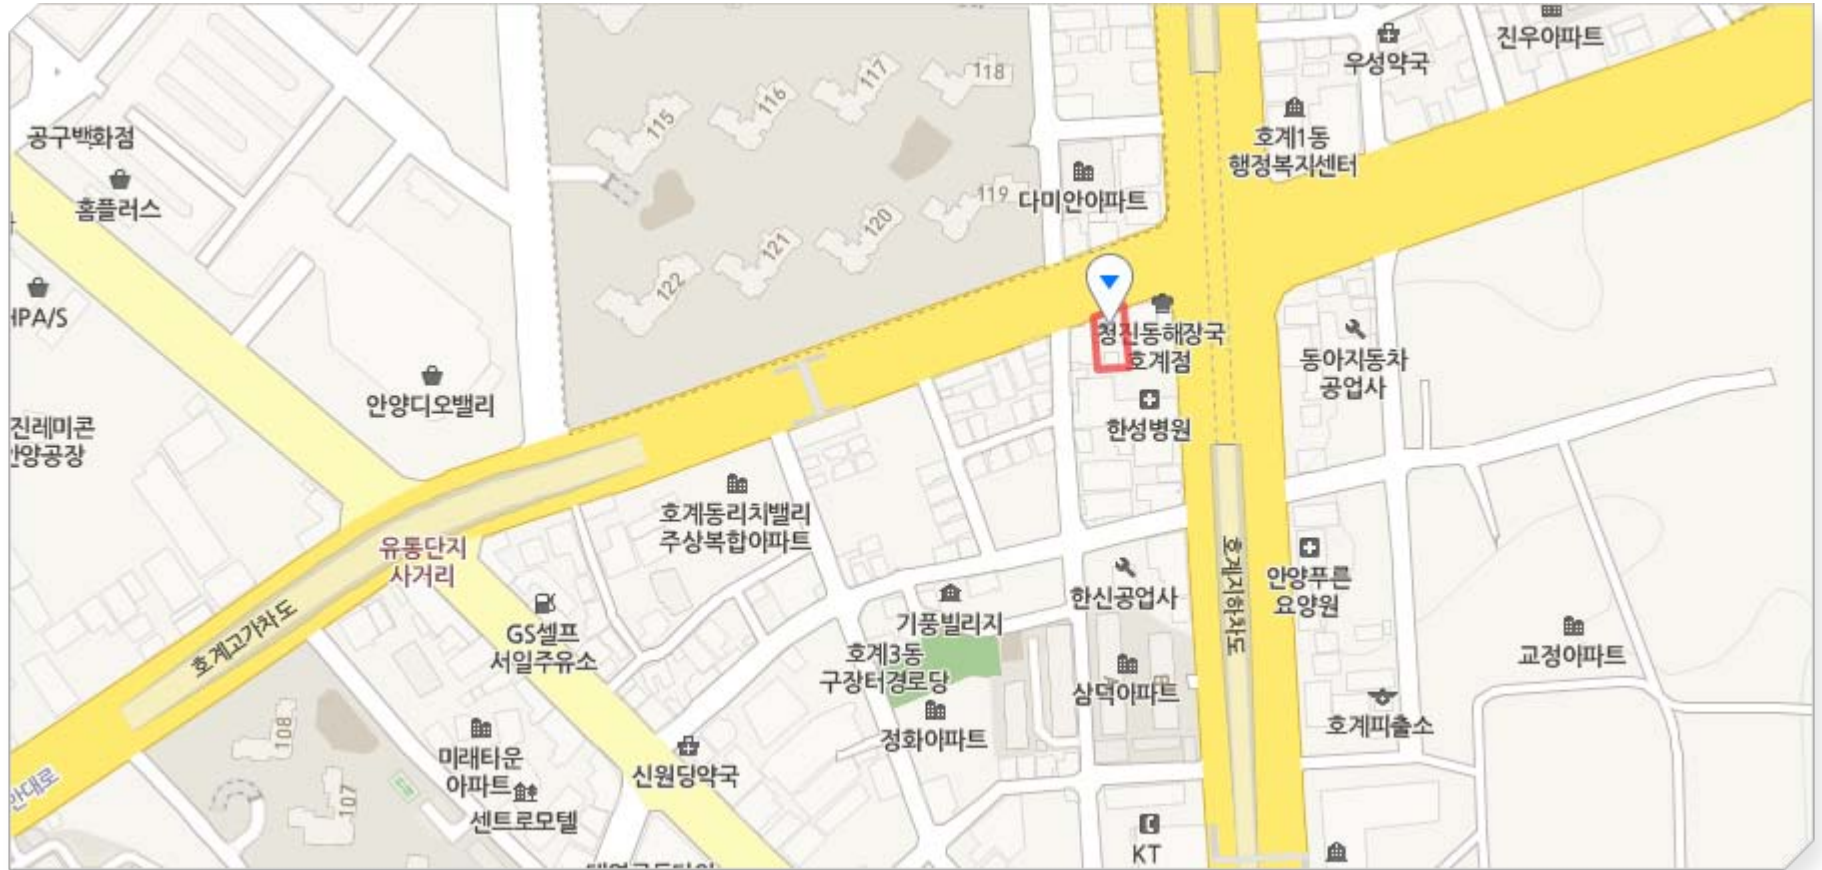 진우아파트
우성약국
118
117
116
115
공구백화점
호계1동
행정복지센터
홈플러스
119
다미안아파트
120
121
122
HPA/S
청진동해장국
호계점
동아지동차
공업사
안양디오밸리
한성병원
진레미콘
안양공장
호계동리치밸리
주상복합아파트
유통단지
사거리
호계지하차도
안양푸른
요양원
한신공업사
GS셀프
서일주유소
기풍빌리지
호계고가차도
호계3동
구장터경로당
교정아파트
A
B
삼덕아파트
호계피출소
108
정화아파트
미래타운
아파트
신원딩약국
107
센트로모텔
안대로
KT